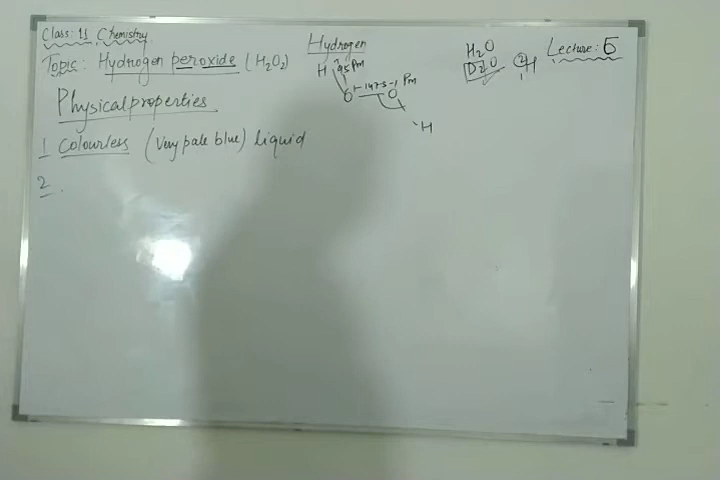 Class: 11 Chemistry
Hydrogen
Lecture: 5
Topic: Hydrogen peroxide (H2O2)
H 95 Pm
O 147.5 Pm O
H
H2O
D2O
Physical properties
1 Colourless (Very pale blue) liquid
2.